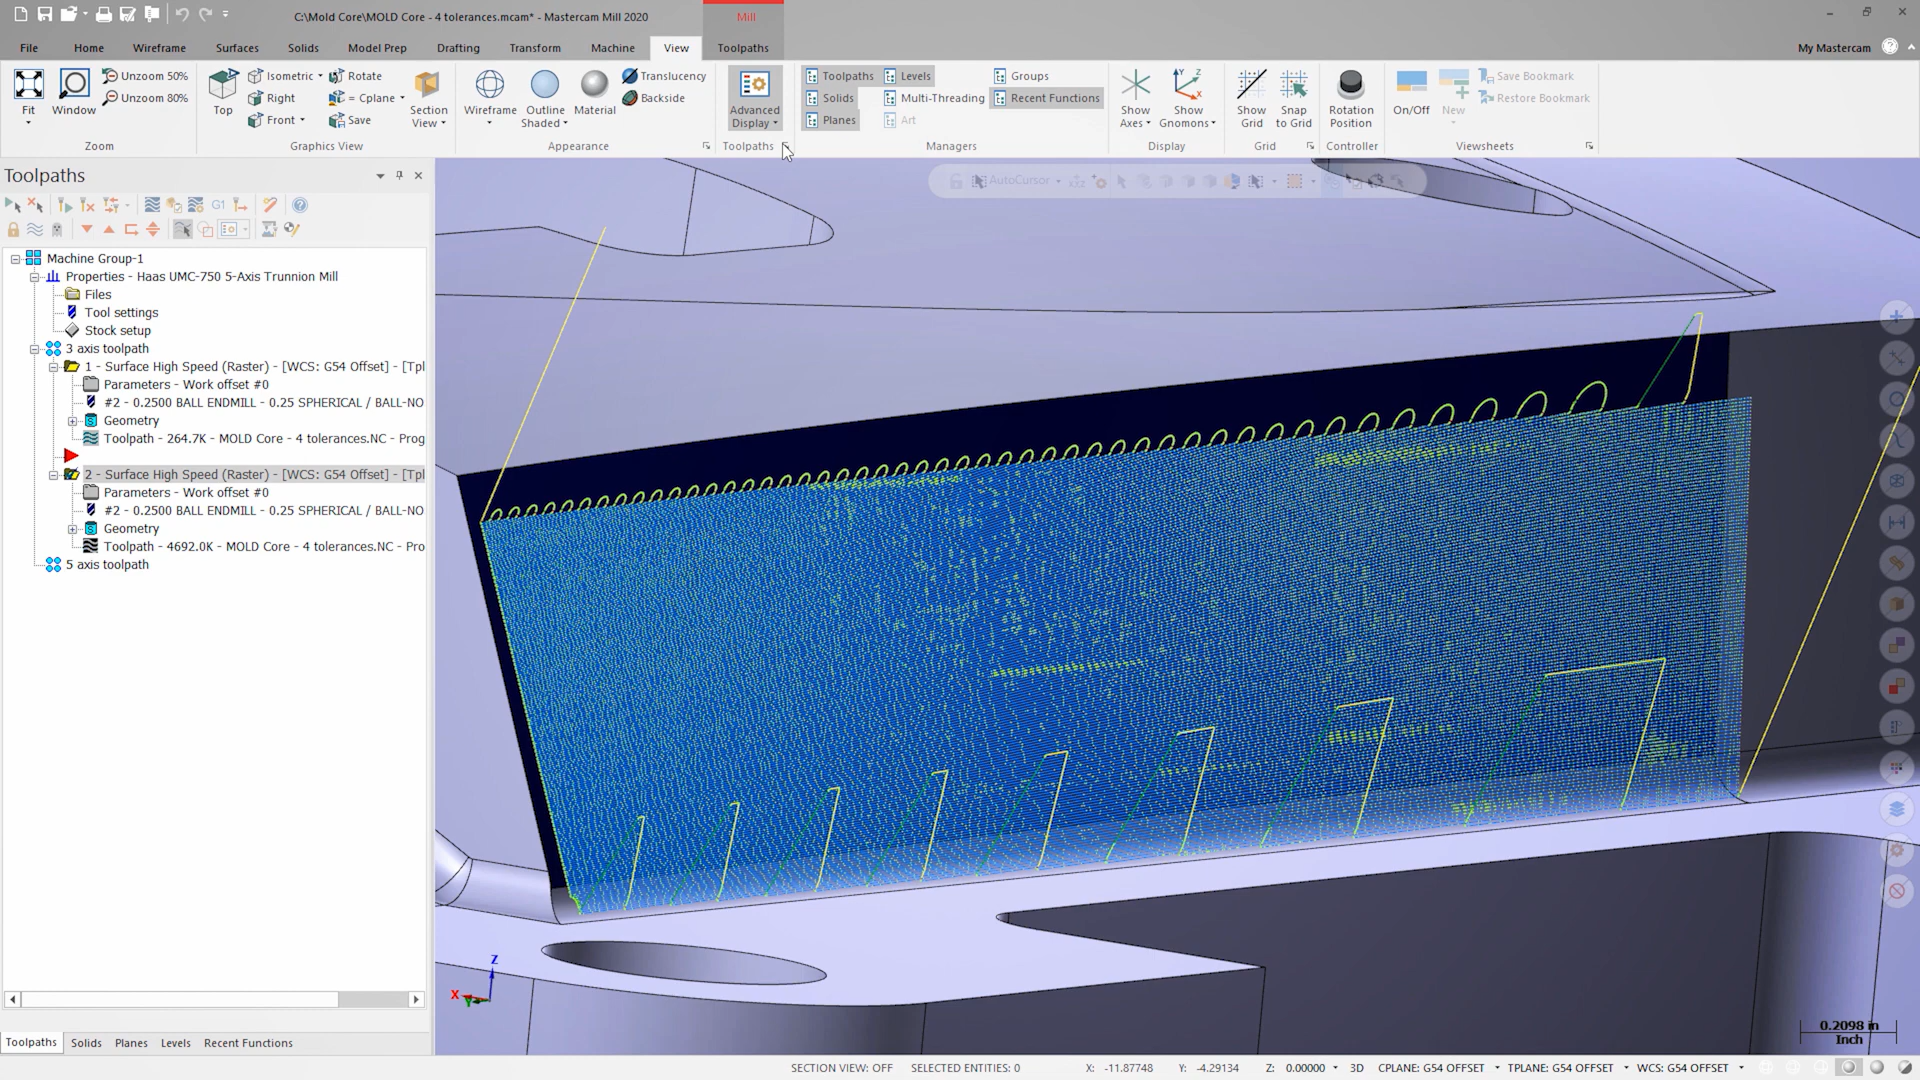 C:\Mold Core\MOLD Core - 4 tolerances.mcam* - Mastercam Mill 2020
Mill
File
Home
Wireframe
Surfaces
Solids
Model Prep
Drafting
Transform
Machine
View
Toolpaths
My Mastercam
Fit
Window
Unzoom 50%
Unzoom 80%
Zoom
Top
Isometric
Right
Front
Rotate
= Cplane
Save
Section
View
Graphics View
Wireframe
Outline
Shaded
Material
Translucency
Backside
Appearance
Advanced
Display
Toolpaths
Toolpaths
Solids
Planes
Levels
Multi-Threading
Art
Groups
Recent Functions
Managers
Show
Axes
Show
Gnomons
Display
Show
Grid
Snap
to Grid
Grid
Rotation
Position
Controller
On/Off
New
Save Bookmark
Restore Bookmark
Viewsheets
Toolpaths
AutoCursor
G1
Machine Group-1
Properties - Haas UMC-750 5-Axis Trunnion Mill
Files
Tool settings
Stock setup
3 axis toolpath
1 - Surface High Speed (Raster) - [WCS: G54 Offset] - [Tpl
Parameters - Work offset #0
#2 - 0.2500 BALL ENDMILL - 0.25 SPHERICAL / BALL-NO
Geometry
Toolpath - 264.7K - MOLD Core - 4 tolerances.NC - Prog
2 - Surface High Speed (Raster) - [WCS: G54 Offset] - [Tpl
Parameters - Work offset #0
#2 - 0.2500 BALL ENDMILL - 0.25 SPHERICAL / BALL-NO
Geometry
Toolpath - 4692.0K - MOLD Core - 4 tolerances.NC - Pro
5 axis toolpath
Z
X
Y
0.2098 in
Inch
Toolpaths
Solids
Planes
Levels
Recent Functions
SECTION VIEW: OFF
SELECTED ENTITIES: 0
X: -11.87748
Y: -4.29134
Z: 0.00000
3D
CPLANE: G54 OFFSET
TPLANE: G54 OFFSET
WCS: G54 OFFSET